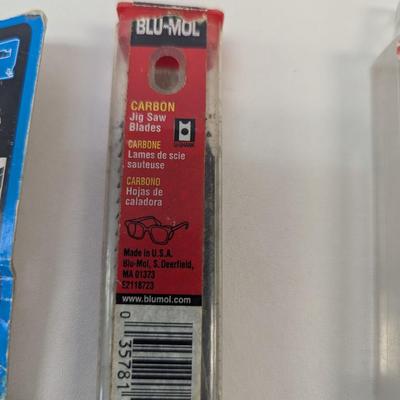 BLU-MOL
CARBON
Jig Saw
Blades
CARBONE
Lames de scie
sauteuse
CARBONO
Hojas de
caladora
Made in U.S.A.
Blu-Mol, S. Deerfield,
MA 01373
E2118723
www.blumol.com
0 35781